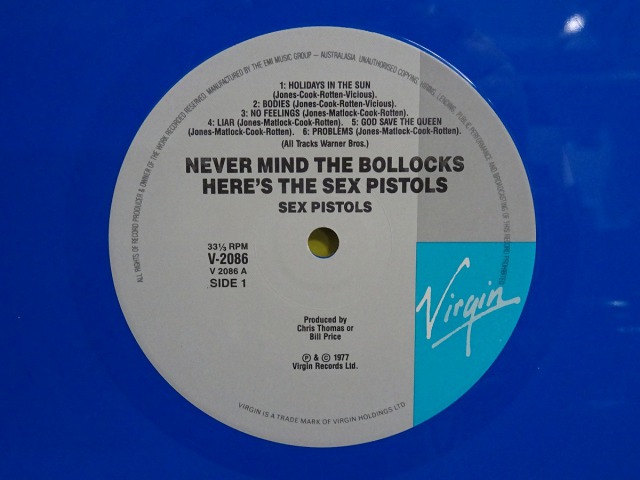 ALL RIGHTS OF RECORD PRODUCER & OWNER OF THE WORK RECORDED RESERVED. MANUFACTURED BY THE EMI MUSIC GROUP – AUSTRALASIA UNAUTHORISED COPYING, HIRING, LENDING, PUBLIC PERFORMANCE AND BROADCASTING OF THIS RECORD PROHIBITED.
1: HOLIDAYS IN THE SUN
(Jones-Cook-Rotten-Vicious).
2: BODIES (Jones-Cook-Rotten-Vicious).
3: NO FEELINGS (Jones-Matlock-Cook-Rotten).
4: LIAR (Jones-Matlock-Cook-Rotten). 5: GOD SAVE THE QUEEN
(Jones-Matlock-Cook-Rotten). 6: PROBLEMS (Jones-Matlock-Cook-Rotten).
(All Tracks Warner Bros.)
NEVER MIND THE BOLLOCKS
HERE'S THE SEX PISTOLS
SEX PISTOLS
33⅓ RPM
V-2086
V 2086 A
SIDE 1
Virgin
Produced by
Chris Thomas or
Bill Price
℗ & © 1977
Virgin Records Ltd.
VIRGIN IS A TRADE MARK OF VIRGIN HOLDINGS LTD